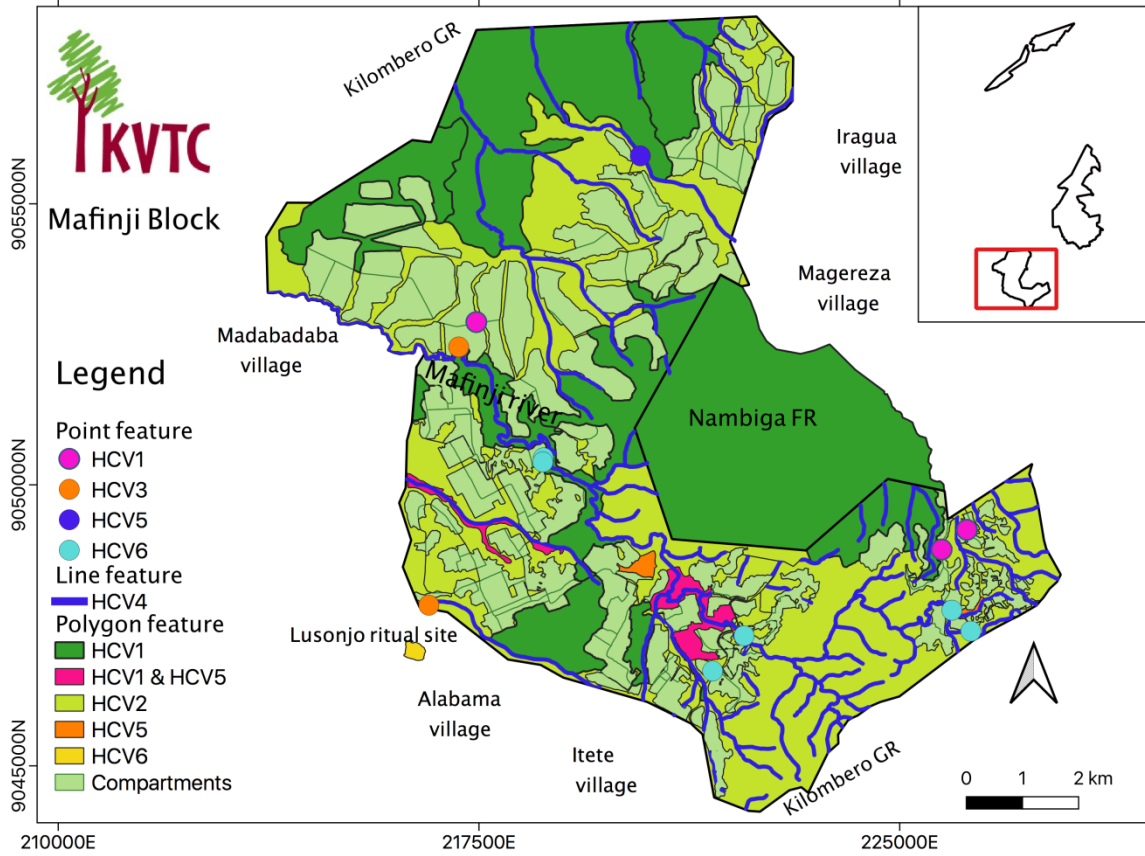 KVTC
Mafinji Block
Kilombero GR
Iragua
village
Magereza
village
Madabadaba
village
Mafinji river
Nambiga FR
Lusonjo ritual site
Alabama
village
Itete
village
Kilombero GR
Legend
Point feature
HCV1
HCV3
HCV5
HCV6
Line feature
HCV4
Polygon feature
HCV1
HCV1 & HCV5
HCV2
HCV5
HCV6
Compartments
0 1 2 km
9055000N
9050000N
9045000N
210000E
217500E
225000E